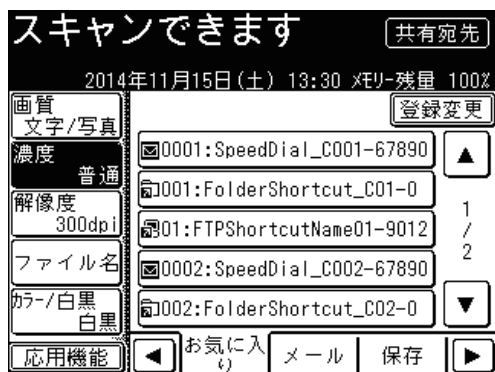 スキャンできます
共有宛先
2014年11月15日(土) 13:30 ﾒﾓﾘｰ残量 100%
画質
文字/写真
登録変更
濃度
普通
0001:SpeedDial_C001-67890
001:FolderShortcut_C01-0
解像度
300dpi
01:FTPShortcutName01-9012
1
/
2
ファイル名
0002:SpeedDial_C002-67890
ｶﾗｰ/白黒
白黒
002:FolderShortcut_C02-0
応用機能
お気に入
り
メール
保存